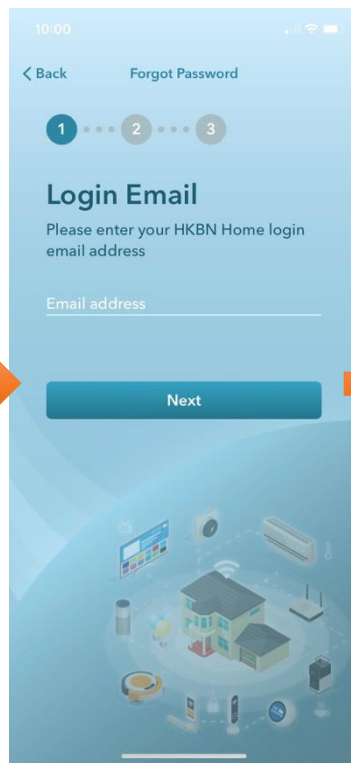 10:00
Back Forgot Password
1 2 3
Login Email
Please enter your HKBN Home login
email address
Email address
Next